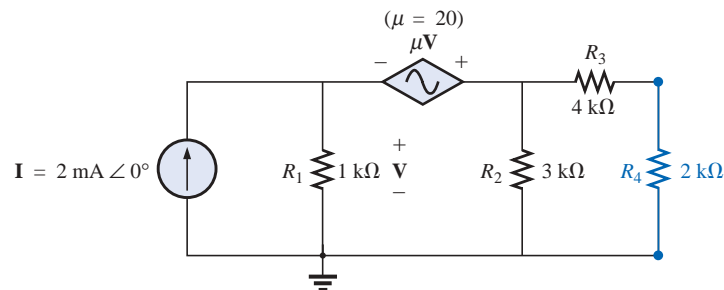 (μ = 20)
μV
− +
R3
4 kΩ
I = 2 mA ∠ 0°
R1
1 kΩ
+
V
−
R2
3 kΩ
R4
2 kΩ